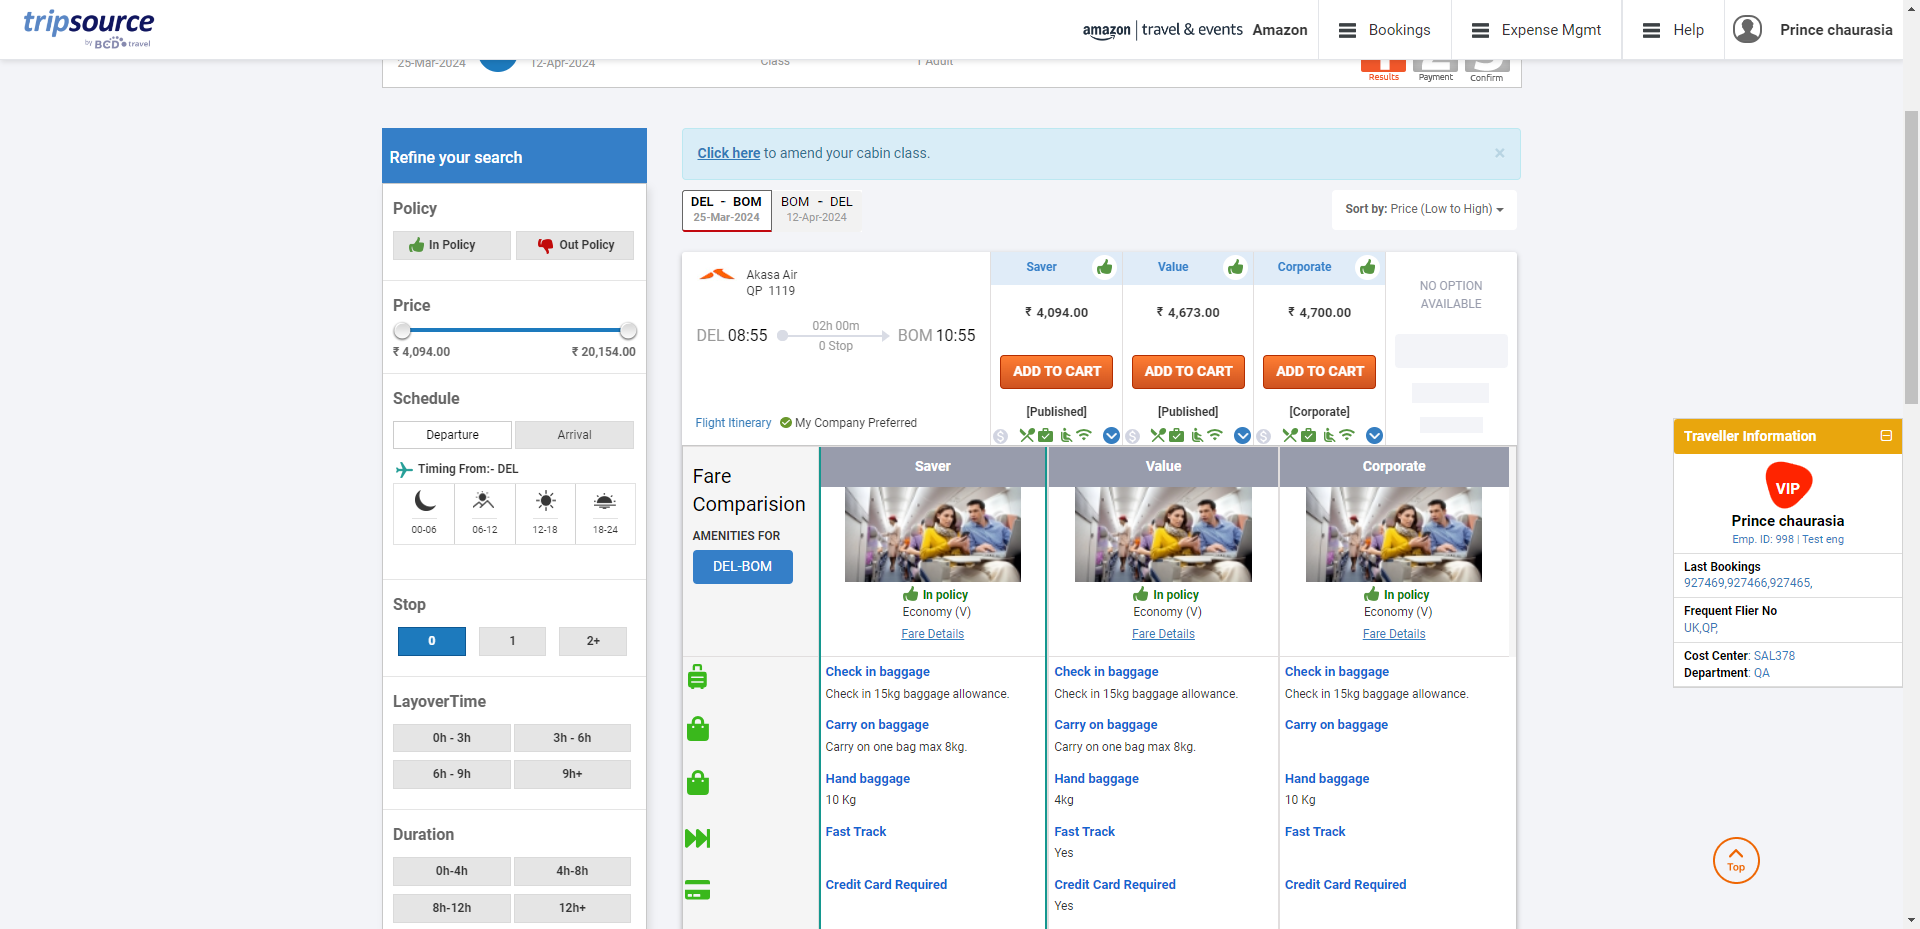 tripsource
by BCD travel
amazon | travel & events Amazon
Bookings
Expense Mgmt
Help
Prince chaurasia
25-Mar-2024
12-Apr-2024
Class
1 Adult
Results
Payment
Confirm
Refine your search
Policy
In Policy
Out Policy
Price
₹ 4,094.00
₹ 20,154.00
Schedule
Departure
Arrival
Timing From:- DEL
00-06
06-12
12-18
18-24
Stop
0
1
2+
LayoverTime
0h - 3h
3h - 6h
6h - 9h
9h+
Duration
0h-4h
4h-8h
8h-12h
12h+
Click here to amend your cabin class.
×
DEL - BOM
25-Mar-2024
BOM - DEL
12-Apr-2024
Sort by: Price (Low to High)
Akasa Air
QP 1119
DEL 08:55
02h 00m
0 Stop
BOM 10:55
Flight Itinerary
My Company Preferred
Saver
₹ 4,094.00
ADD TO CART
[Published]
Value
₹ 4,673.00
ADD TO CART
[Published]
Corporate
₹ 4,700.00
ADD TO CART
[Corporate]
NO OPTION
AVAILABLE
Fare
Comparision
AMENITIES FOR
DEL-BOM
Saver
In policy
Economy (V)
Fare Details
Check in baggage
Check in 15kg baggage allowance.
Carry on baggage
Carry on one bag max 8kg.
Hand baggage
10 Kg
Fast Track
Credit Card Required
Value
In policy
Economy (V)
Fare Details
Check in baggage
Check in 15kg baggage allowance.
Carry on baggage
Carry on one bag max 8kg.
Hand baggage
4kg
Fast Track
Yes
Credit Card Required
Yes
Corporate
In policy
Economy (V)
Fare Details
Check in baggage
Check in 15kg baggage allowance.
Carry on baggage
Hand baggage
10 Kg
Fast Track
Credit Card Required
Traveller Information
VIP
Prince chaurasia
Emp. ID: 998 | Test eng
Last Bookings
927469,927466,927465,
Frequent Flier No
UK,QP,
Cost Center: SAL378
Department: QA
Top